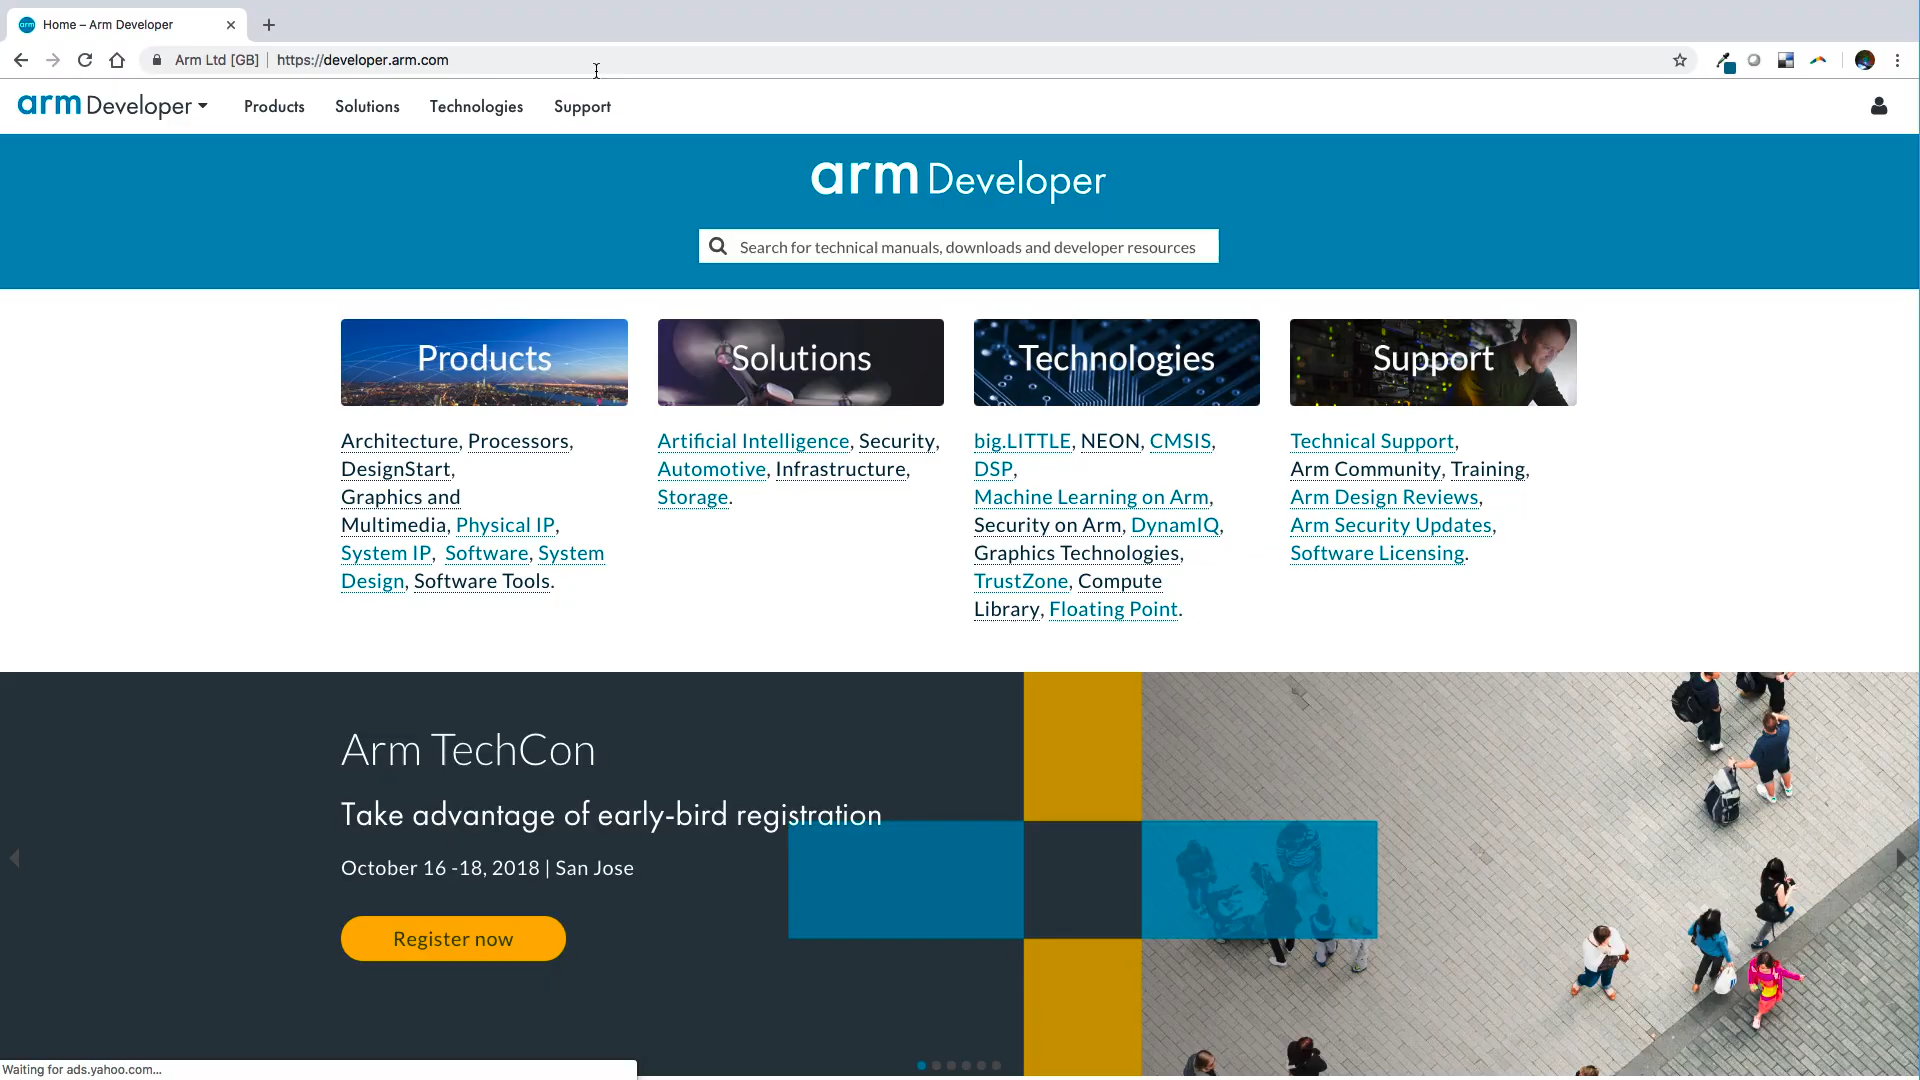 Home – Arm Developer
Arm Ltd [GB] | https://developer.arm.com
arm Developer Products Solutions Technologies Support
arm Developer
Search for technical manuals, downloads and developer resources
Products
Architecture, Processors,
DesignStart,
Graphics and
Multimedia, Physical IP,
System IP, Software, System
Design, Software Tools.
Solutions
Artificial Intelligence, Security,
Automotive, Infrastructure,
Storage.
Technologies
big.LITTLE, NEON, CMSIS,
DSP,
Machine Learning on Arm,
Security on Arm, DynamIQ,
Graphics Technologies,
TrustZone, Compute
Library, Floating Point.
Support
Technical Support,
Arm Community, Training,
Arm Design Reviews,
Arm Security Updates,
Software Licensing.
Arm TechCon
Take advantage of early-bird registration
October 16 -18, 2018 | San Jose
Register now
Waiting for ads.yahoo.com...